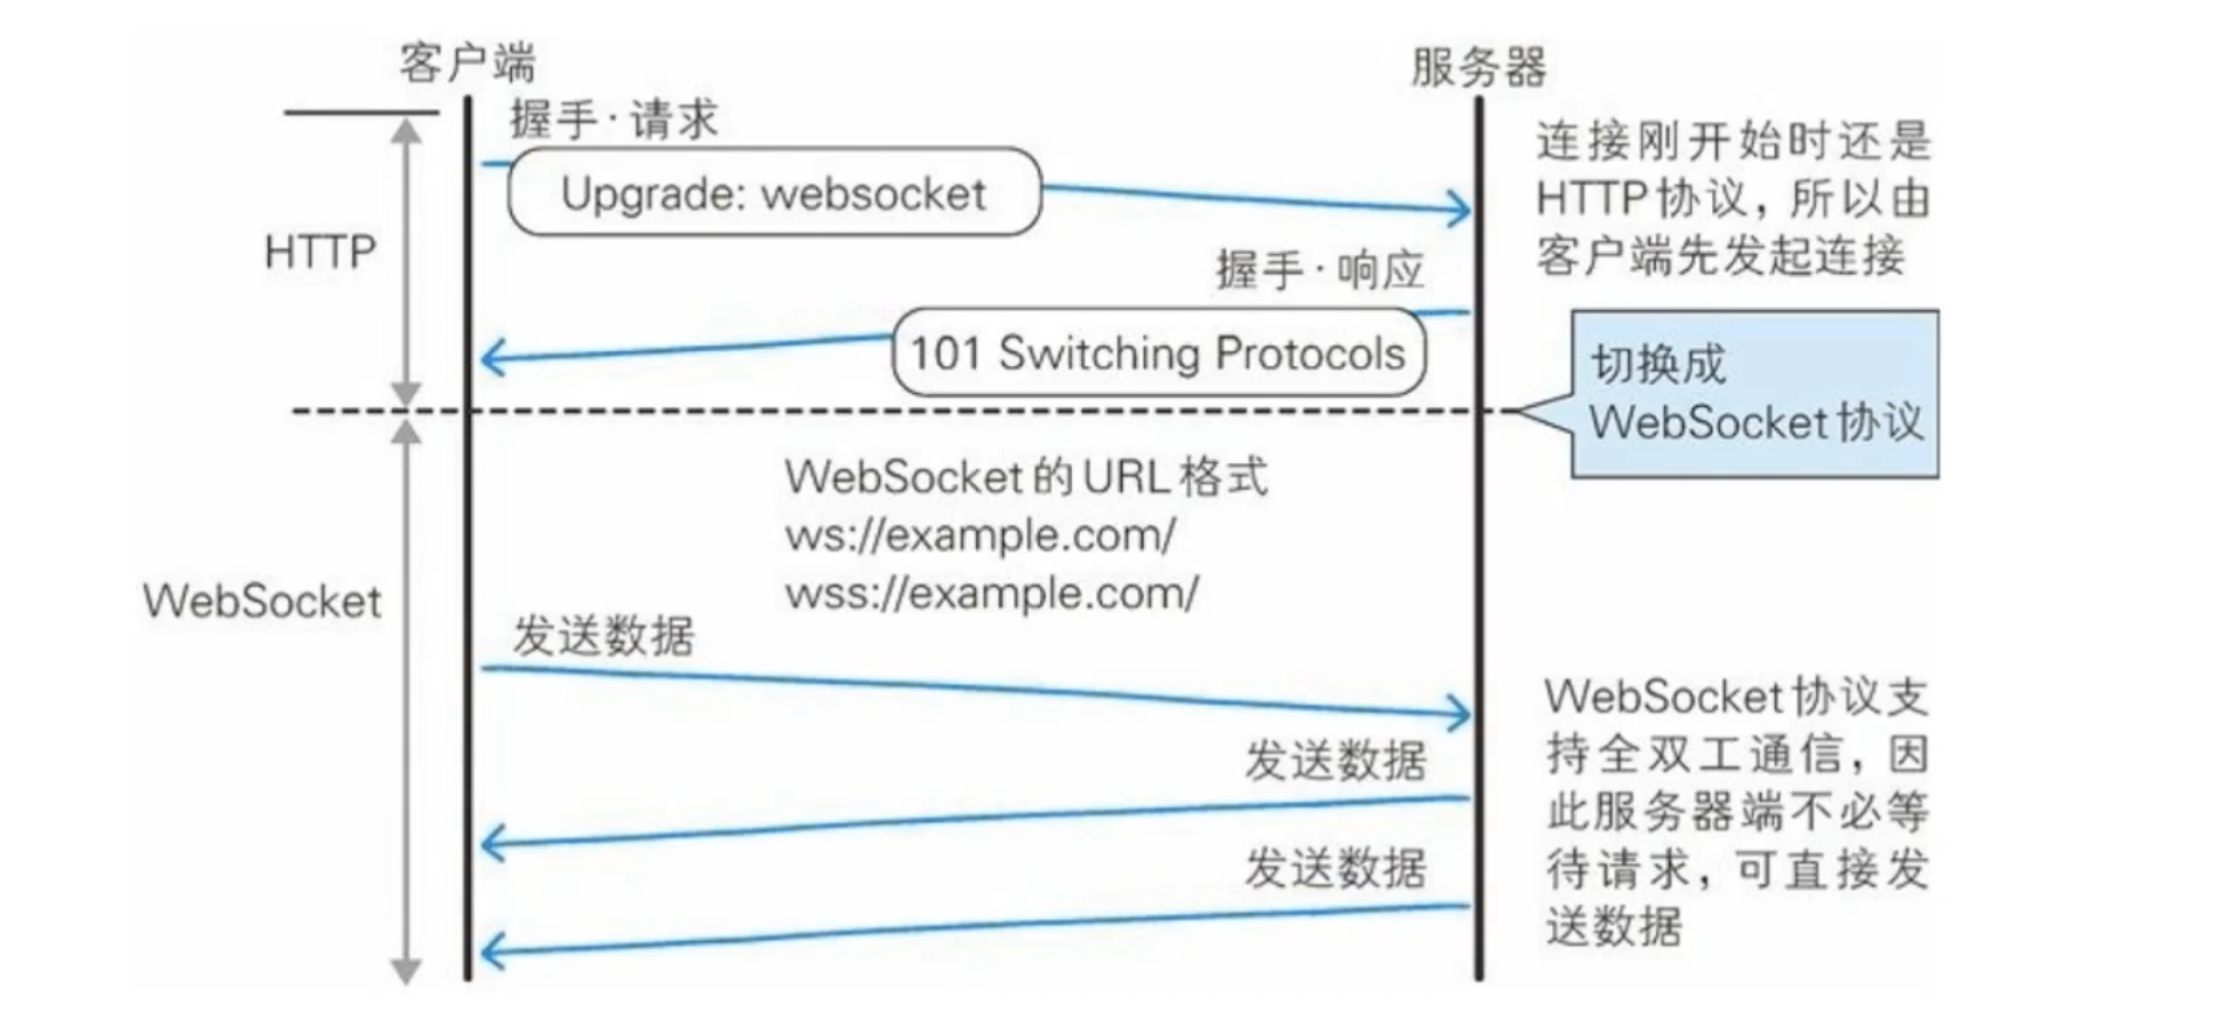 客户端
服务器
握手·请求
Upgrade: websocket
连接刚开始时还是
HTTP协议，所以由
客户端先发起连接
HTTP
握手·响应
101 Switching Protocols
切换成
WebSocket协议
WebSocket的URL格式
ws://example.com/
wss://example.com/
WebSocket
发送数据
发送数据
发送数据
WebSocket协议支
持全双工通信，因
此服务器端不必等
待请求，可直接发
送数据